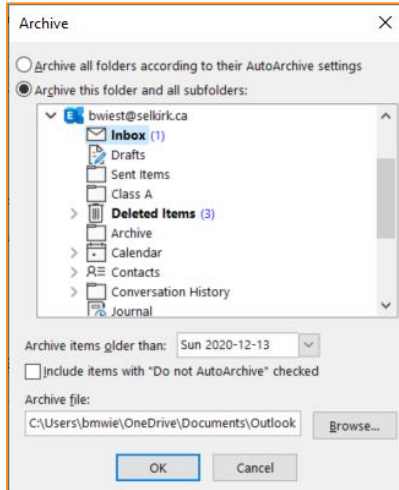 Archive
Archive all folders according to their AutoArchive settings
Archive this folder and all subfolders:
bwiest@selkirk.ca
Inbox (1)
Drafts
Sent Items
Class A
Deleted Items (3)
Archive
Calendar
Contacts
Conversation History
Journal
Archive items older than: Sun 2020-12-13
Include items with "Do not AutoArchive" checked
Archive file:
C:\Users\bmwie\OneDrive\Documents\Outlook Browse...
OK Cancel